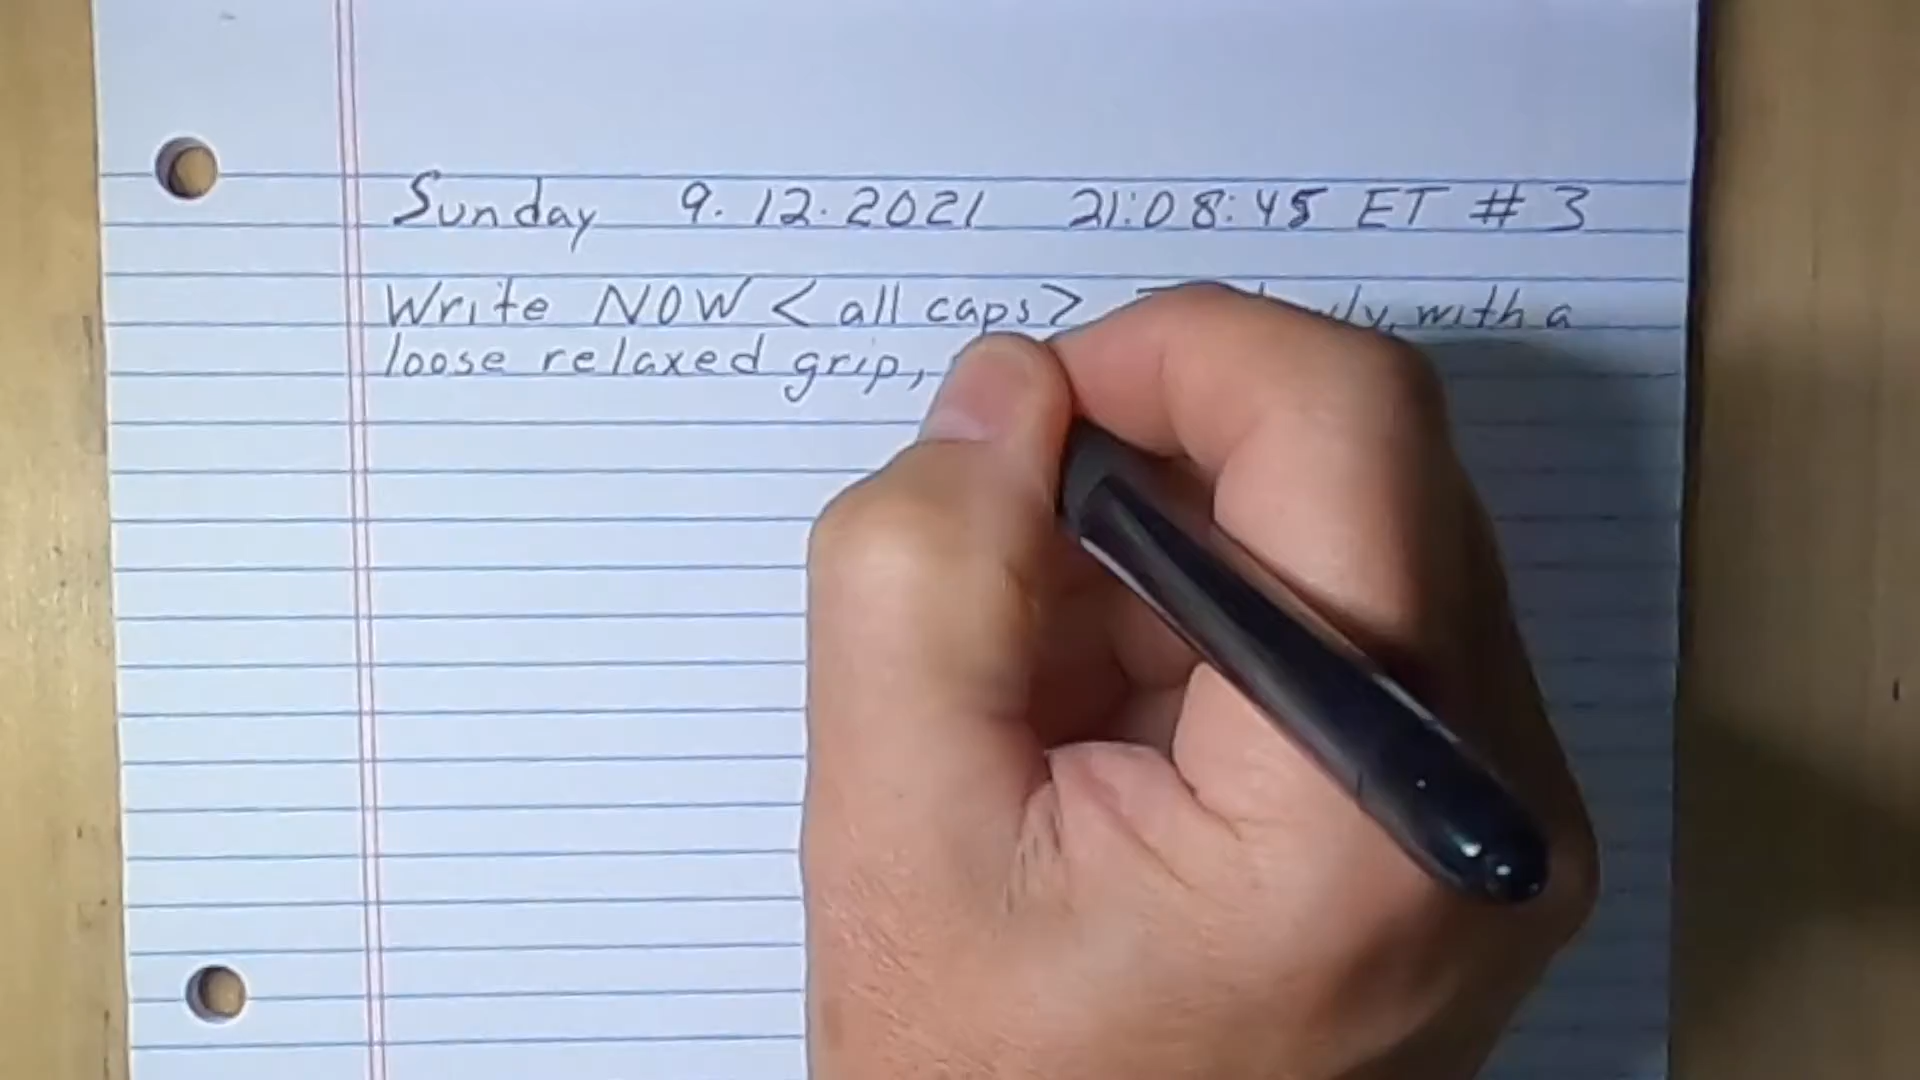 Sunday 9.12.2021 21:08:45 ET #3
Write NOW < all caps > with a
loose relaxed grip,